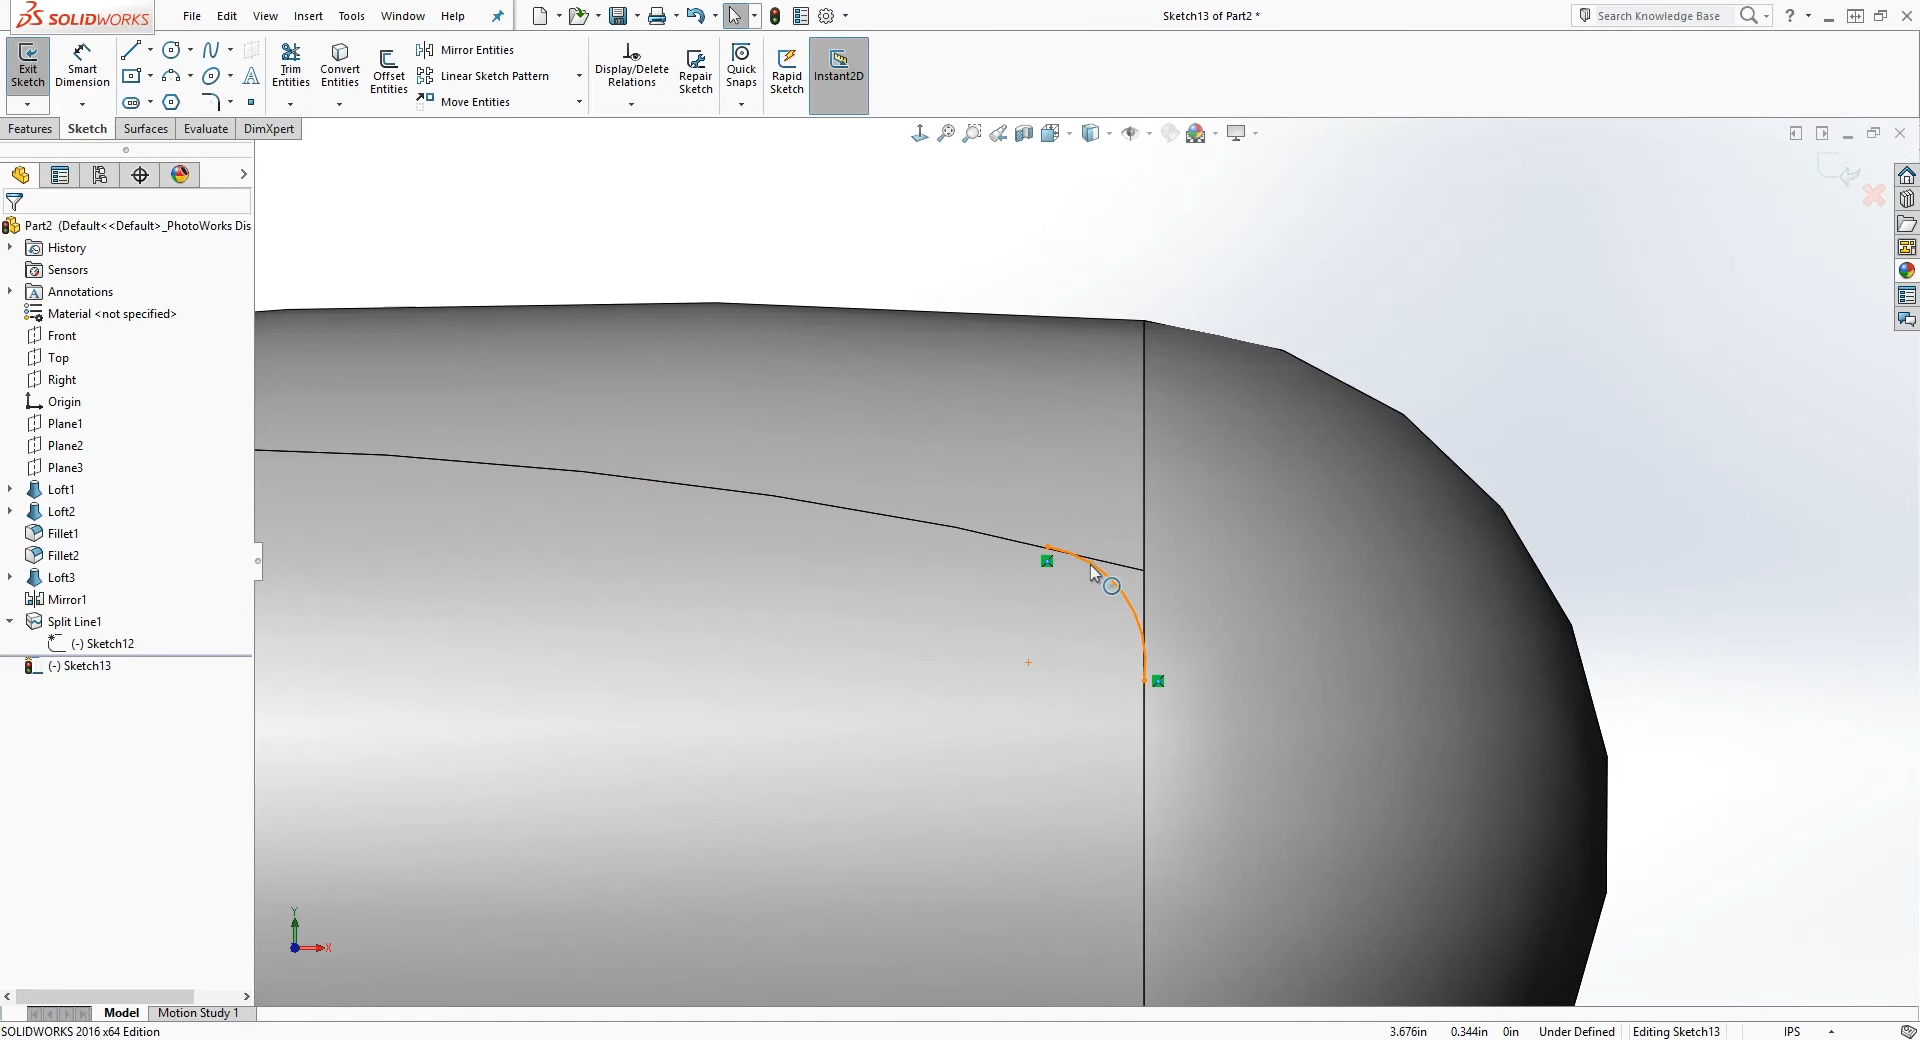 SOLIDWORKS
File Edit View Insert Tools Window Help
Sketch13 of Part2 *
Search Knowledge Base
?
Exit Sketch
Smart Dimension
Trim Entities
Convert Entities
Offset Entities
Mirror Entities
Linear Sketch Pattern
Move Entities
Display/Delete Relations
Repair Sketch
Quick Snaps
Rapid Sketch
Instant2D
Features Sketch Surfaces Evaluate DimXpert
Part2 (Default<<Default>_PhotoWorks Dis
History
Sensors
Annotations
Material <not specified>
Front
Top
Right
Origin
Plane1
Plane2
Plane3
Loft1
Loft2
Fillet1
Fillet2
Loft3
Mirror1
Split Line1
(-) Sketch12
(-) Sketch13
Y
X
Model Motion Study 1
SOLIDWORKS 2016 x64 Edition
3.676in 0.344in 0in Under Defined Editing Sketch13 IPS